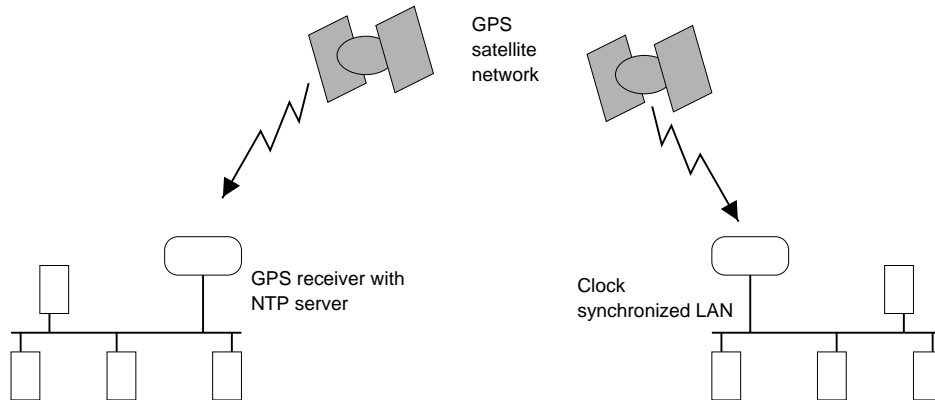 GPS
satellite
network
GPS receiver with
NTP server
Clock
synchronized LAN